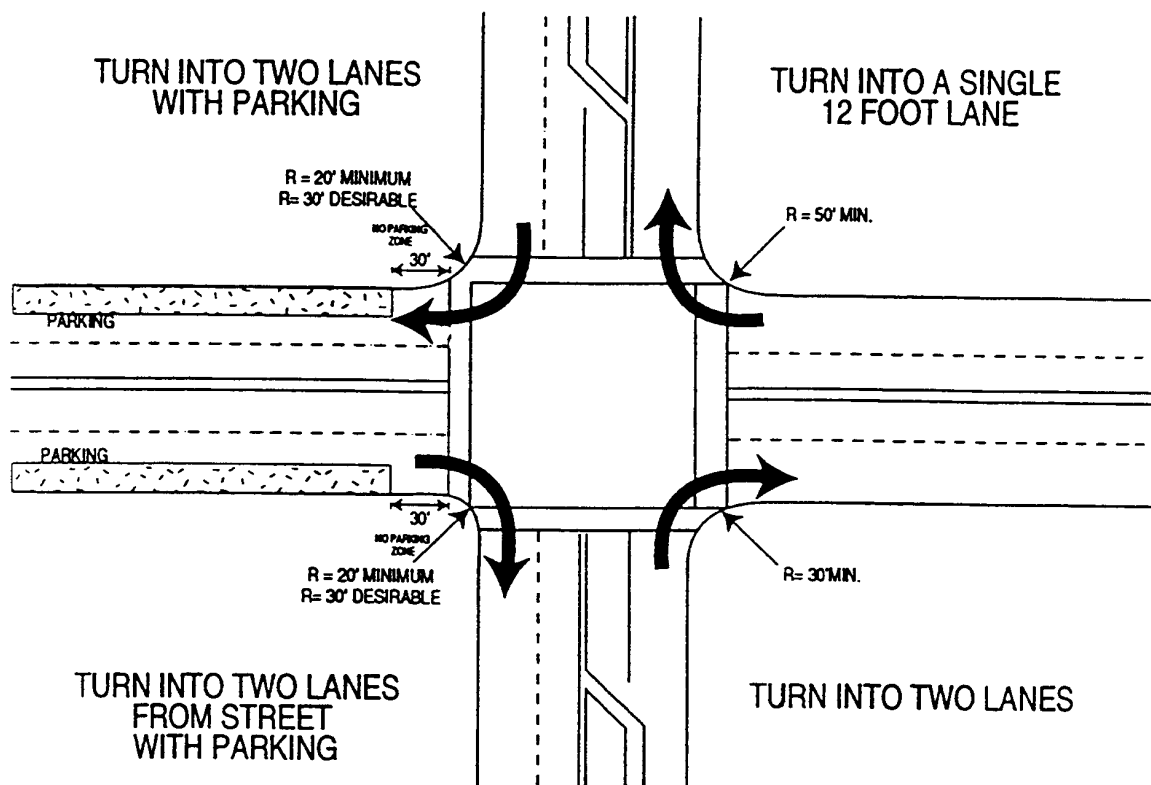 TURN INTO TWO LANES
WITH PARKING
TURN INTO A SINGLE
12 FOOT LANE
R = 20' MINIMUM
R= 30' DESIRABLE
NO PARKING
ZONE
30'
R = 50' MIN.
PARKING
PARKING
30'
NO PARKING
ZONE
R = 20' MINIMUM
R= 30' DESIRABLE
R= 30'MIN.
TURN INTO TWO LANES
FROM STREET
WITH PARKING
TURN INTO TWO LANES